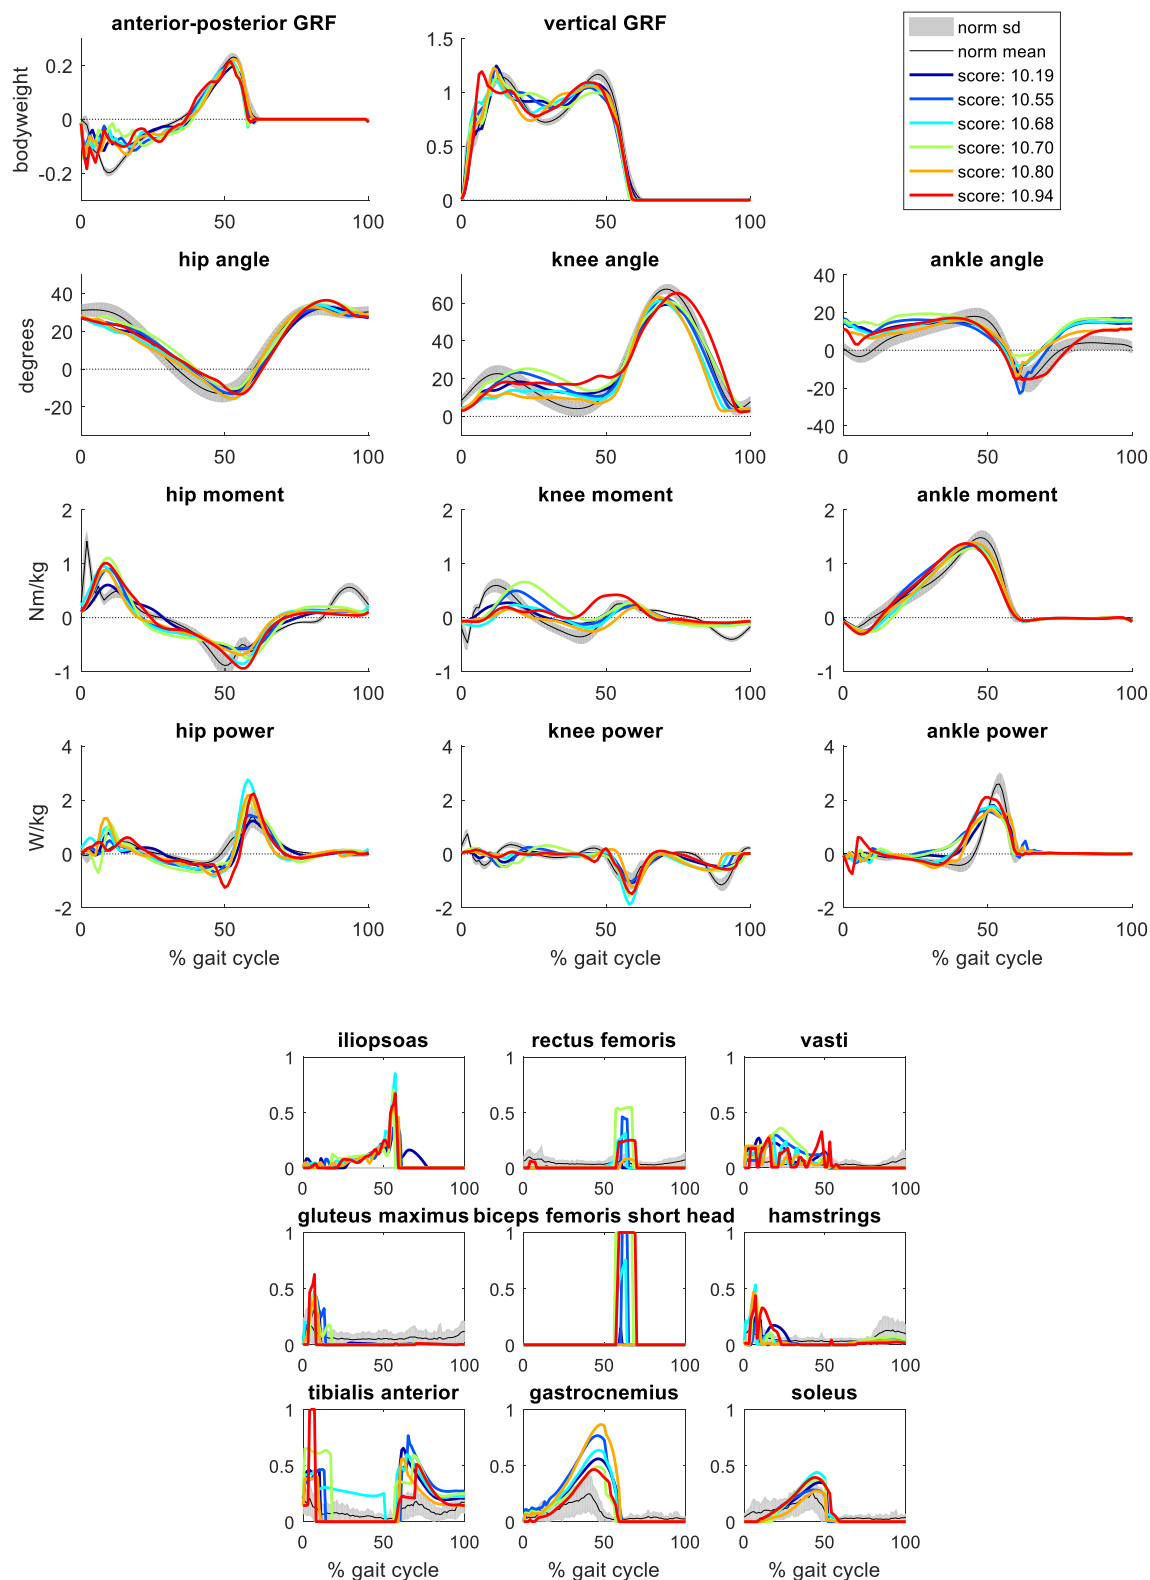 anterior-posterior GRF
vertical GRF
norm sd
norm mean
score: 10.19
score: 10.55
score: 10.68
score: 10.70
score: 10.80
score: 10.94
bodyweight
0.2
0
-0.2
0 50 100
1.5
1
0.5
0
0 50 100
hip angle
knee angle
ankle angle
degrees
40
20
0
-20
0 50 100
60
40
20
0
0 50 100
40
20
0
-20
-40
0 50 100
hip moment
knee moment
ankle moment
Nm/kg
2
1
0
-1
0 50 100
2
1
0
-1
0 50 100
2
1
0
-1
0 50 100
hip power
knee power
ankle power
W/kg
4
2
0
-2
0 50 100
% gait cycle
4
2
0
-2
0 50 100
% gait cycle
4
2
0
-2
0 50 100
% gait cycle
iliopsoas
rectus femoris
vasti
1
0.5
0
0 50 100
1
0.5
0
0 50 100
1
0.5
0
0 50 100
gluteus maximus
biceps femoris short head
hamstrings
1
0.5
0
0 50 100
1
0.5
0
0 50 100
1
0.5
0
0 50 100
tibialis anterior
gastrocnemius
soleus
1
0.5
0
0 50 100
% gait cycle
1
0.5
0
0 50 100
% gait cycle
1
0.5
0
0 50 100
% gait cycle